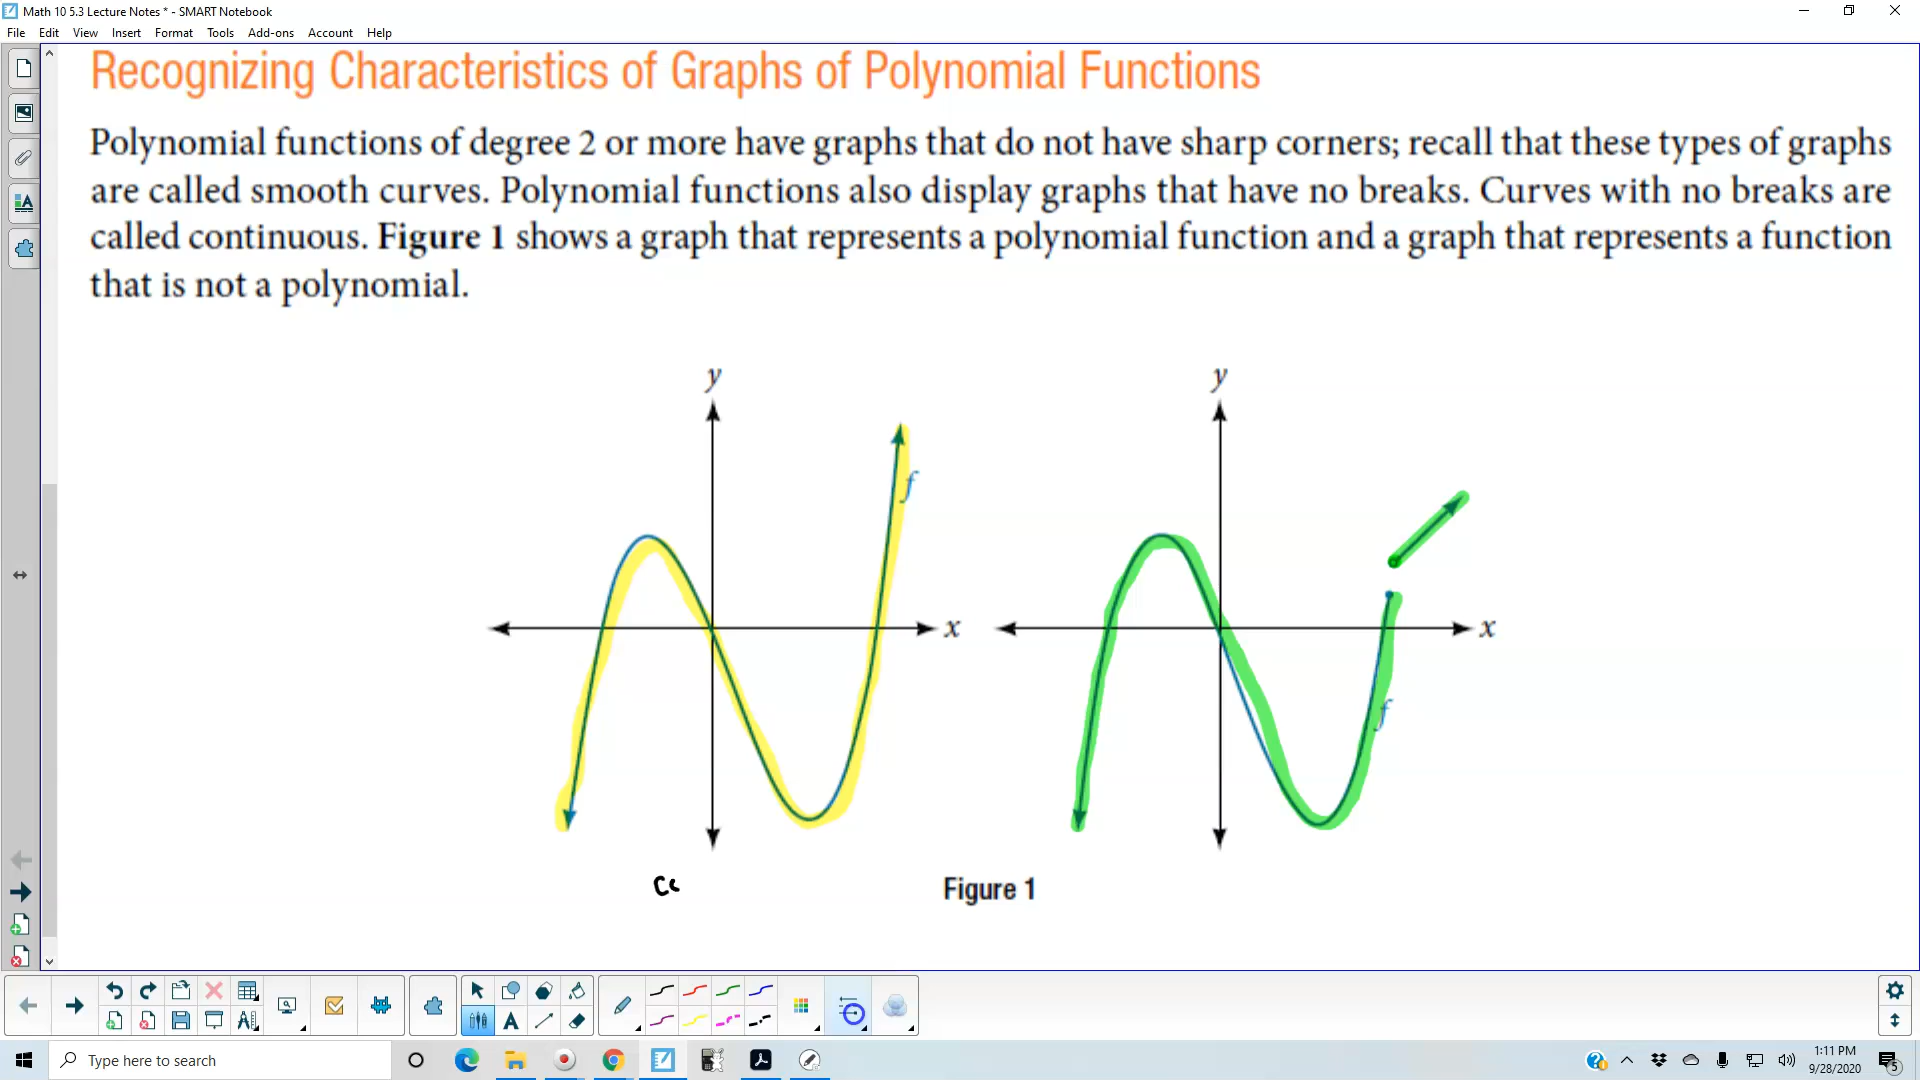 Math 10 5.3 Lecture Notes * - SMART Notebook
File Edit View Insert Format Tools Add-ons Account Help
Recognizing Characteristics of Graphs of Polynomial Functions
Polynomial functions of degree 2 or more have graphs that do not have sharp corners; recall that these types of graphs
are called smooth curves. Polynomial functions also display graphs that have no breaks. Curves with no breaks are
called continuous. Figure 1 shows a graph that represents a polynomial function and a graph that represents a function
that is not a polynomial.
y y
f
x x
f
Figure 1
Type here to search
1:11 PM
9/28/2020
5